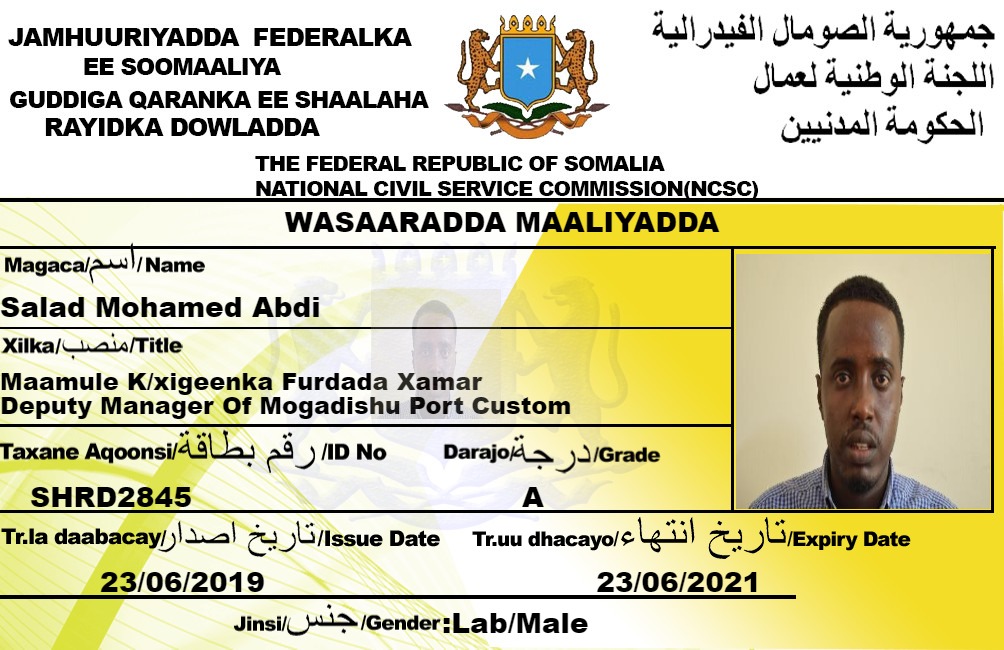 JAMHUURIYADDA FEDERALKA
EE SOOMAALIYA
GUDDIGA QARANKA EE SHAALAHA
RAYIDKA DOWLADDA
جمهورية الصومال الفيدرالية
اللجنة الوطنية لعمال
الحكومة المدنيين
THE FEDERAL REPUBLIC OF SOMALIA
NATIONAL CIVIL SERVICE COMMISSION(NCSC)
WASAARADDA MAALIYADDA
Magaca/اسم/Name
Salad Mohamed Abdi
Xilka/منصب/Title
Maamule K/xigeenka Furdada Xamar
Deputy Manager Of Mogadishu Port Custom
Taxane Aqoonsi/رقم بطاقة/ID No
Darajo/درجة/Grade
SHRD2845
A
Tr.la daabacay/تاريخ اصدار/Issue Date
Tr.uu dhacayo/تاريخ انتهاء/Expiry Date
23/06/2019
23/06/2021
Jinsi/جنس/Gender:Lab/Male